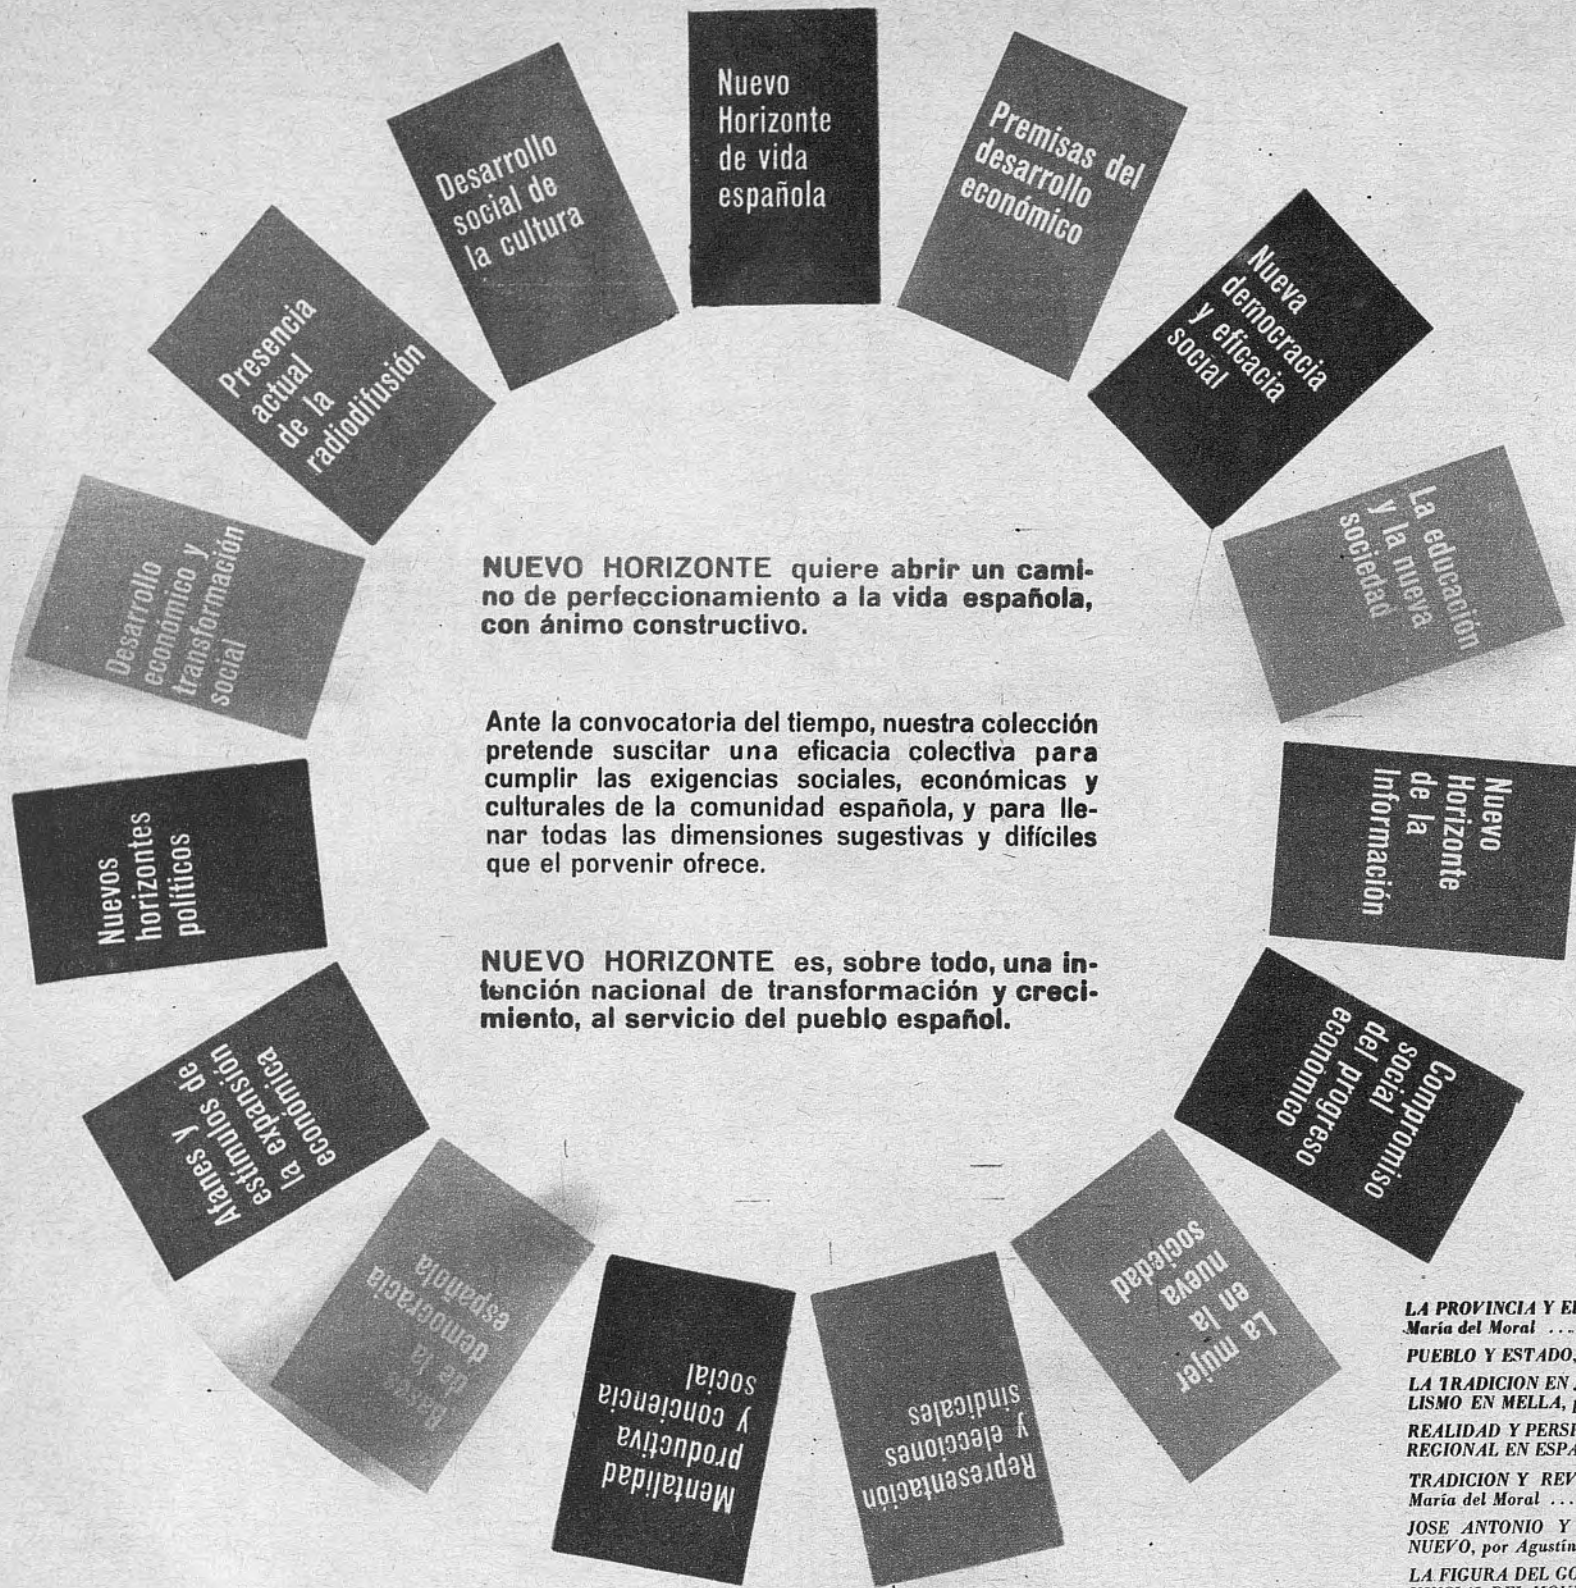 Nuevo
Horizonte
de vida
española
Premisas del
desarrollo
económico
Nueva
democracia
y eficacia
social
La educación
y la nueva
sociedad
Nuevo
Horizonte
de la
Información
Compromiso
social
del progreso
económico
La mujer
en la
nueva
sociedad
Representación
y elecciones
sindicales
Mentalidad
productiva
y conciencia
social
Bases
de la
democracia
española
Afanes y
estímulos de
la expansión
económica
Nuevos
horizontes
políticos
Desarrollo
económico y
transformación
social
Presencia
actual
de la
radiodifusión
Desarrollo
social de
la cultura
NUEVO HORIZONTE quiere abrir un cami-
no de perfeccionamiento a la vida española,
con ánimo constructivo.
Ante la convocatoria del tiempo, nuestra colección
pretende suscitar una eficacia colectiva para
cumplir las exigencias sociales, económicas y
culturales de la comunidad española, y para lle-
nar todas las dimensiones sugestivas y difíciles
que el porvenir ofrece.
NUEVO HORIZONTE es, sobre todo, una in-
tención nacional de transformación y creci-
miento, al servicio del pueblo español.
LA PROVINCIA Y
María del Moral ...
PUEBLO Y ESTADO,
LA TRADICION EN
LISMO EN MELLA,
REALIDAD Y
REGIONAL EN
TRADICION Y
María del Moral ...
JOSE ANTONIO Y
NUEVO, por Agustín
LA FIGURA DEL